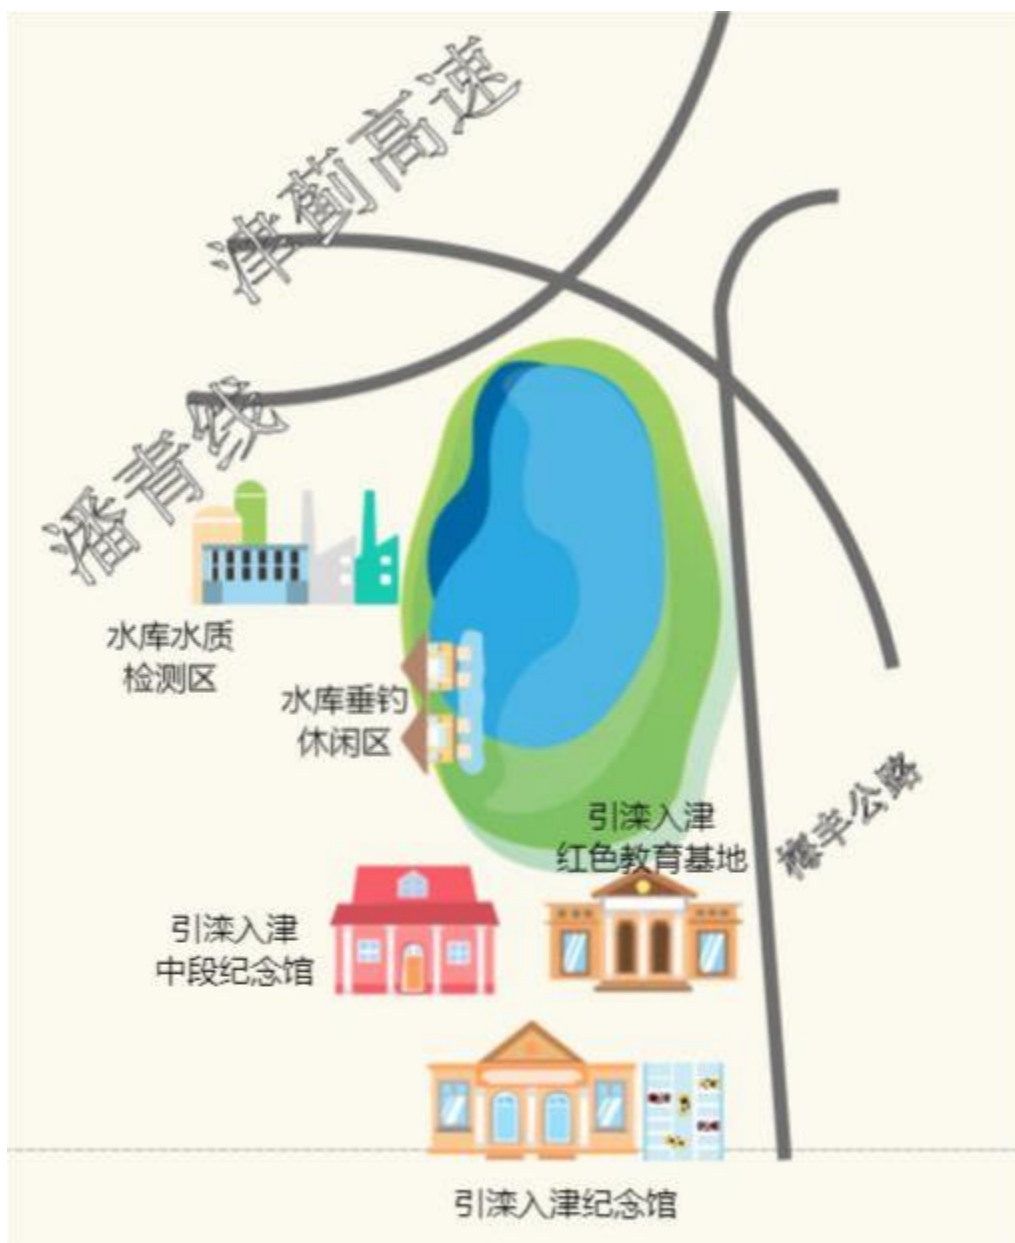 津蓟高速
潘青线
水库水质
检测区
水库垂钓
休闲区
引滦入津
红色教育基地
公路
引滦入津
中段纪念馆
引滦入津纪念馆